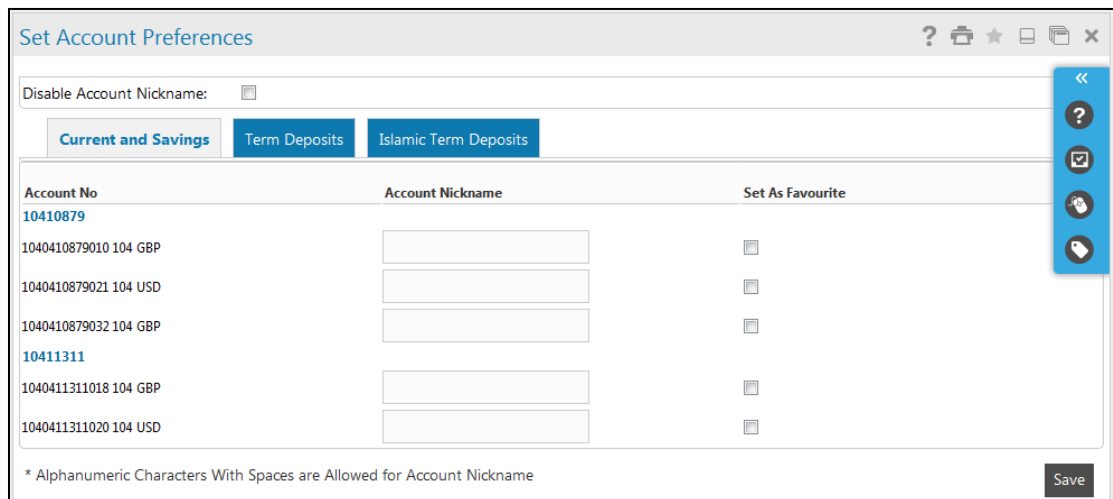 Set Account Preferences
Disable Account Nickname:
Current and Savings Term Deposits Islamic Term Deposits
Account No Account Nickname Set As Favourite
10410879
1040410879010 104 GBP
1040410879021 104 USD
1040410879032 104 GBP
10411311
1040411311018 104 GBP
1040411311020 104 USD
* Alphanumeric Characters With Spaces are Allowed for Account Nickname
Save